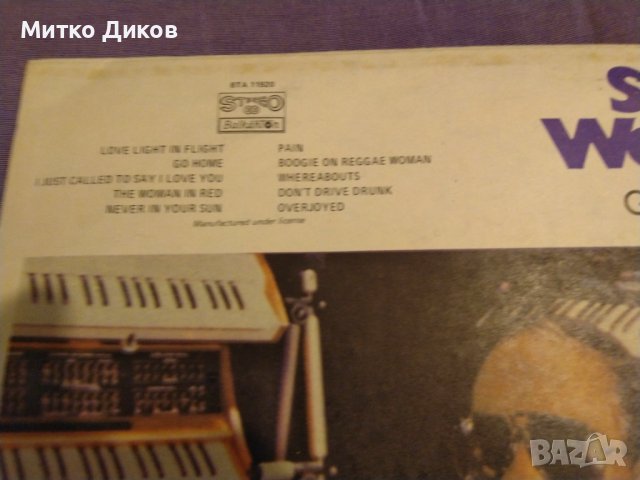 Митко Диков
BTA 11920
STEREO
Balkanton
LOVE LIGHT IN FLIGHT PAIN
GO HOME BOOGIE ON REGGAE WOMAN
I JUST CALLED TO SAY I LOVE YOU WHEREABOUTS
THE WOMAN IN RED DON'T DRIVE DRUNK
NEVER IN YOUR SUN OVERJOYED
Manufactured under license
BAZAR